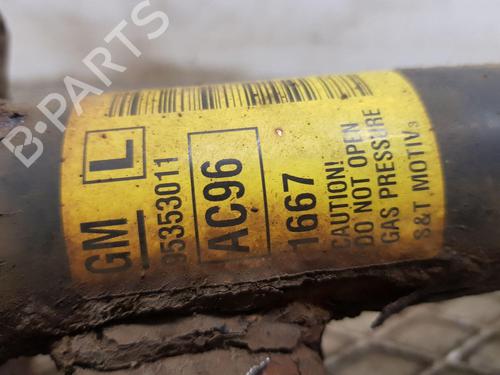 GM L
95353011
AC96
1667
CAUTION!
DO NOT OPEN
GAS PRESSURE
S&T MOTIV
B-PARTS